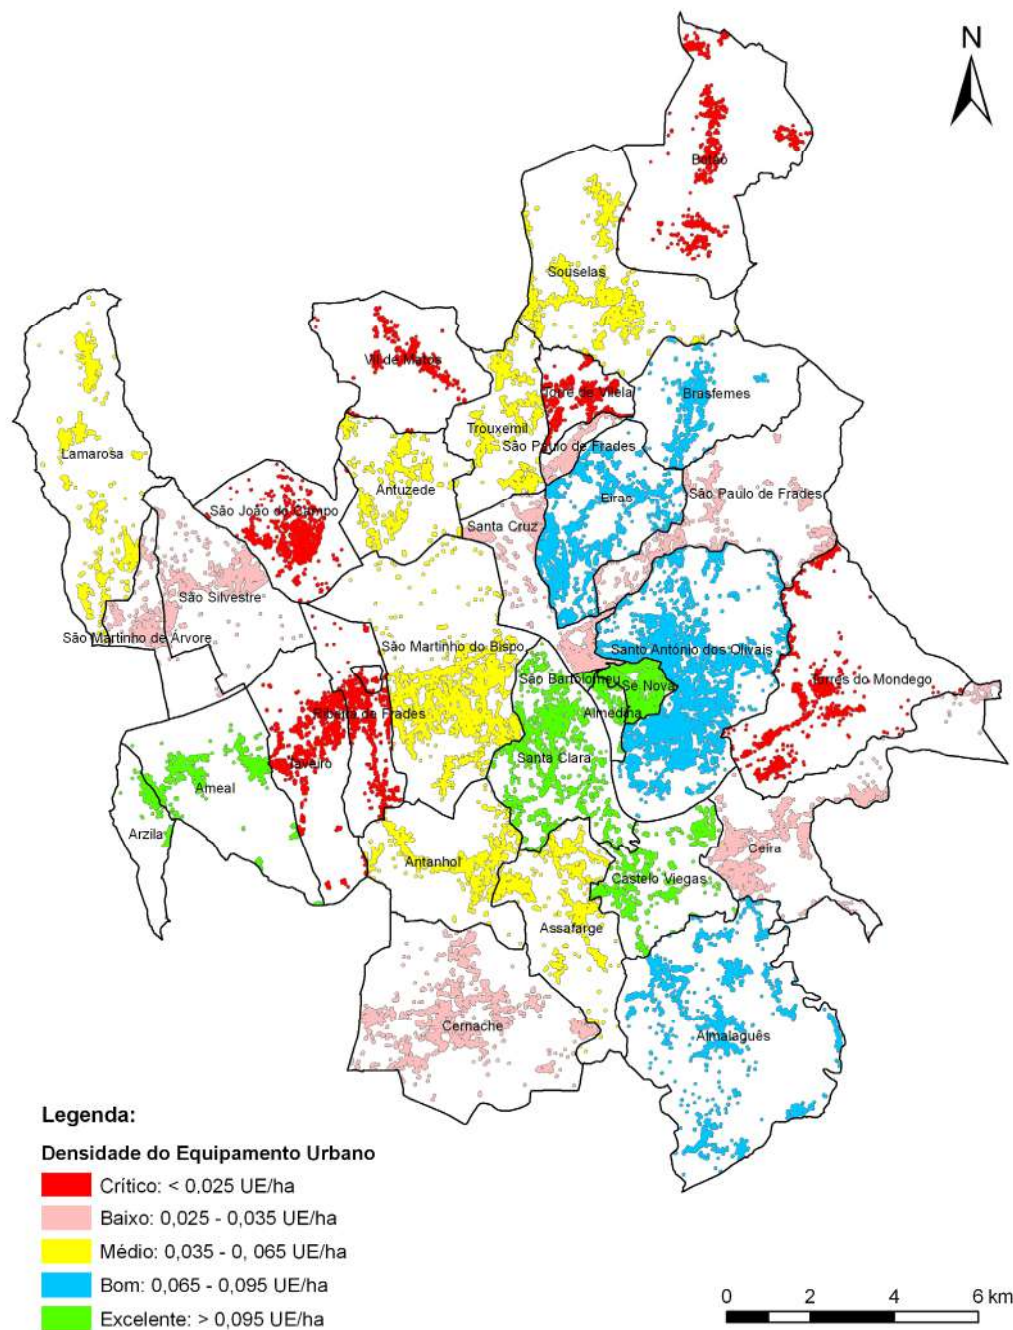 N
Botão
Souselas
Vil de Matos
Torre de Vilela
Brasfemes
Trouxemil
São Paulo de Frades
Lamarosa
Antuzede
Eiras
São Paulo de Frades
São João do Campo
Santa Cruz
São Silvestre
São Martinho de Árvore
São Martinho do Bispo
Santo António dos Olivais
São Bartolomeu
Sé Nova
Torres do Mondego
Almedina
Ribeira de Frades
Santa Clara
Taveiro
Ameal
Arzila
Antanhol
Ceira
Castelo Viegas
Assafarge
Cernache
Almalaguês
Legenda:
Densidade do Equipamento Urbano
Crítico: < 0,025 UE/ha
Baixo: 0,025 - 0,035 UE/ha
Médio: 0,035 - 0, 065 UE/ha
Bom: 0,065 - 0,095 UE/ha
Excelente: > 0,095 UE/ha
0 2 4 6 km